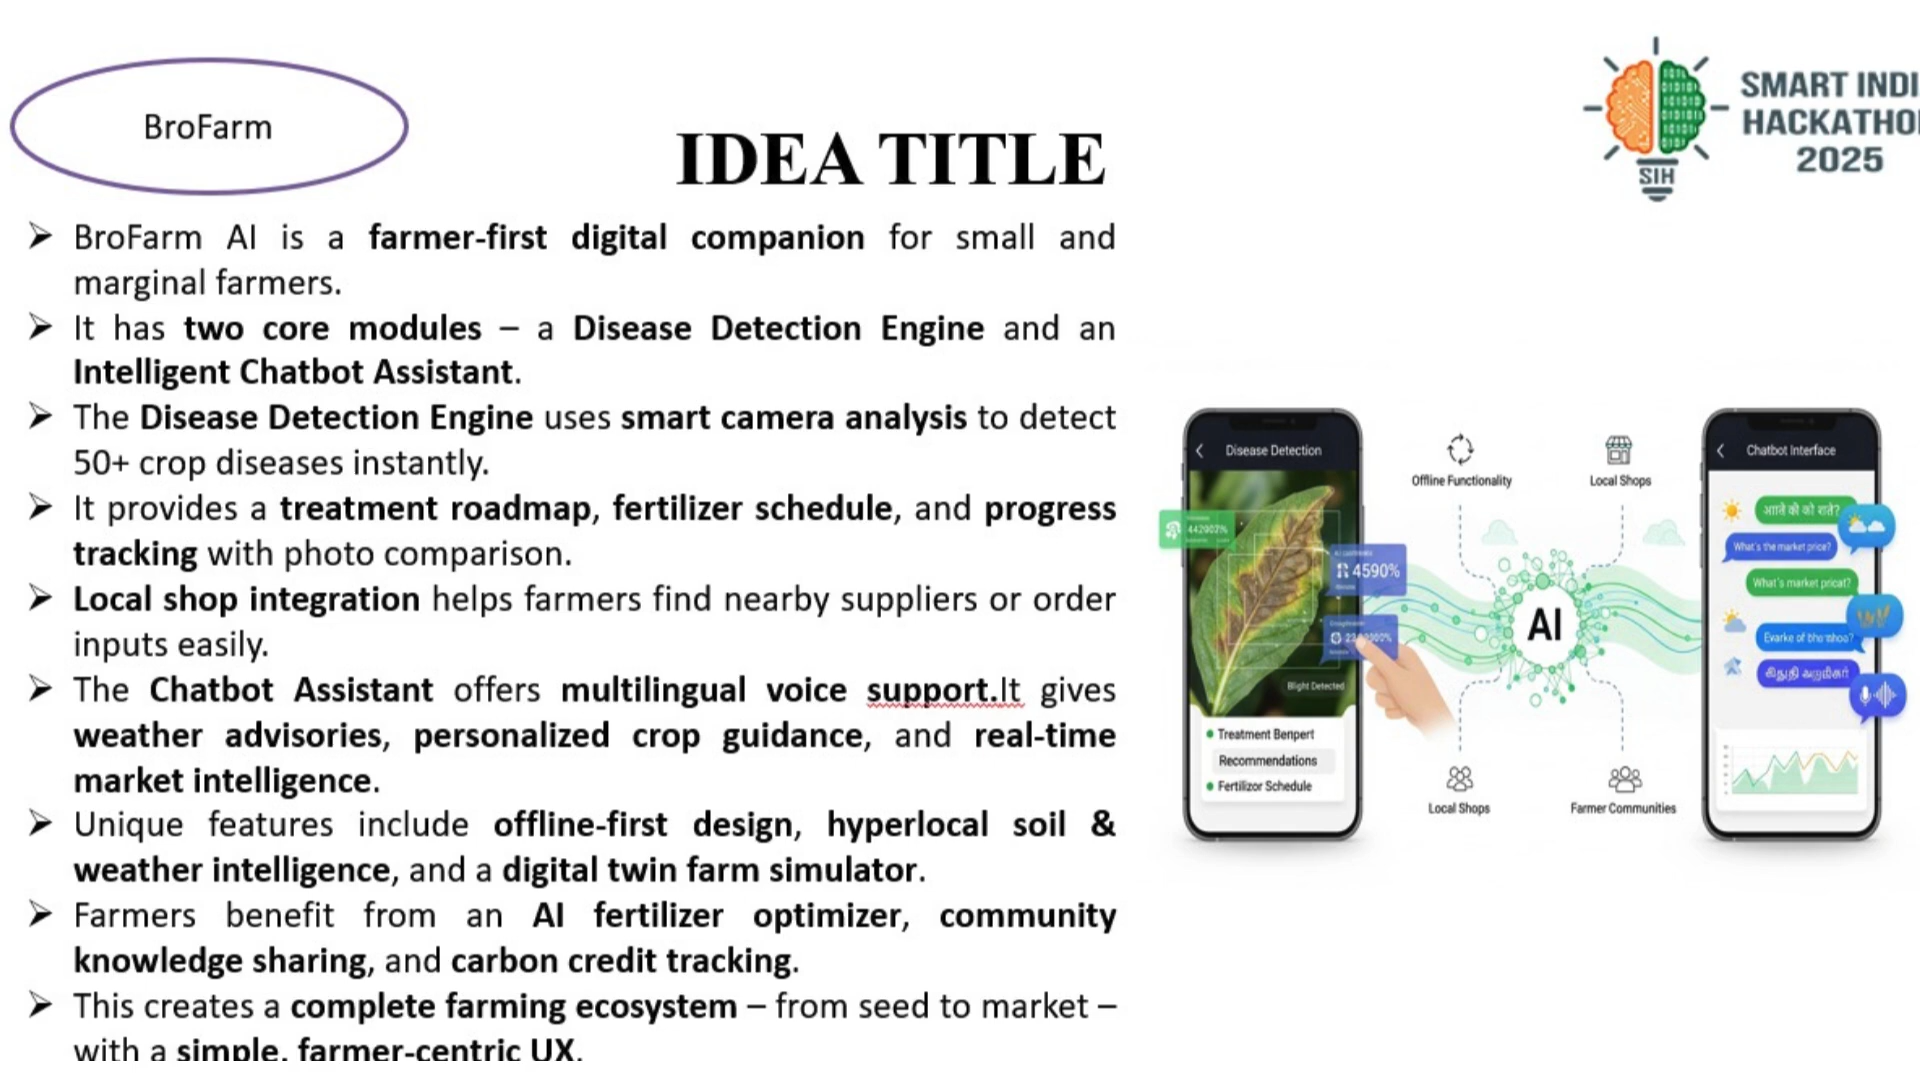 BroFarm
IDEA TITLE
SMART INDI
HACKATHO
2025
SIH
➢ BroFarm AI is a farmer-first digital companion for small and
marginal farmers.
➢ It has two core modules – a Disease Detection Engine and an
Intelligent Chatbot Assistant.
➢ The Disease Detection Engine uses smart camera analysis to detect
50+ crop diseases instantly.
➢ It provides a treatment roadmap, fertilizer schedule, and progress
tracking with photo comparison.
➢ Local shop integration helps farmers find nearby suppliers or order
inputs easily.
➢ The Chatbot Assistant offers multilingual voice support.It gives
weather advisories, personalized crop guidance, and real-time
market intelligence.
➢ Unique features include offline-first design, hyperlocal soil &
weather intelligence, and a digital twin farm simulator.
➢ Farmers benefit from an AI fertilizer optimizer, community
knowledge sharing, and carbon credit tracking.
➢ This creates a complete farming ecosystem – from seed to market –
with a simple, farmer-centric UX.
Disease Detection
442902%
4590%
Blight Detected
Treatment Benpert
Recommendations
Fertilizor Schedule
Offline Functionality
Local Shops
AI
Local Shops
Farmer Communities
Chatbot Interface
What's the market price?
What's market pricat?
Evarke of